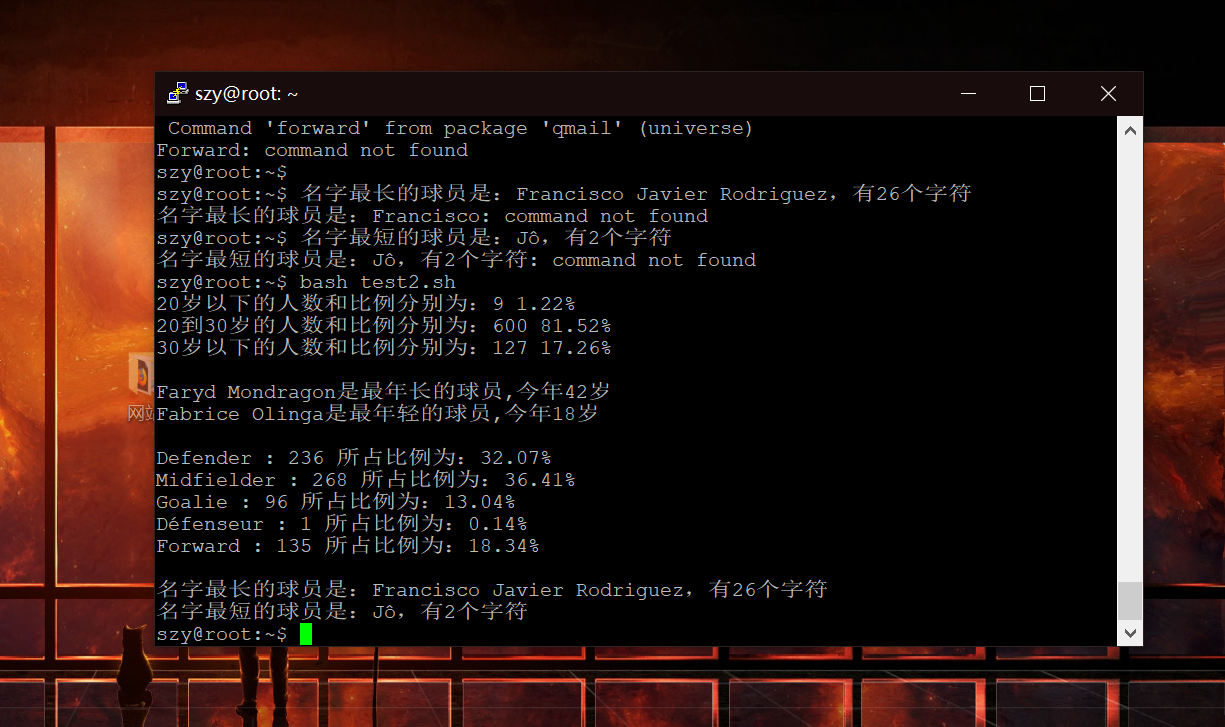 szy@root: ~
Command 'forward' from package 'qmail' (universe)
Forward: command not found
szy@root:~$
szy@root:~$ 名字最长的球员是：Francisco Javier Rodriguez，有26个字符
名字最长的球员是：Francisco: command not found
szy@root:~$ 名字最短的球员是：Jô，有2个字符
名字最短的球员是：Jô，有2个字符: command not found
szy@root:~$ bash test2.sh
20岁以下的人数和比例分别为：9 1.22%
20到30岁的人数和比例分别为：600 81.52%
30岁以下的人数和比例分别为：127 17.26%
Faryd Mondragon是最年长的球员,今年42岁
网站
Fabrice Olinga是最年轻的球员,今年18岁
Defender : 236 所占比例为：32.07%
Midfielder : 268 所占比例为：36.41%
Goalie : 96 所占比例为：13.04%
Défenseur : 1 所占比例为：0.14%
Forward : 135 所占比例为：18.34%
名字最长的球员是：Francisco Javier Rodriguez，有26个字符
名字最短的球员是：Jô，有2个字符
szy@root:~$